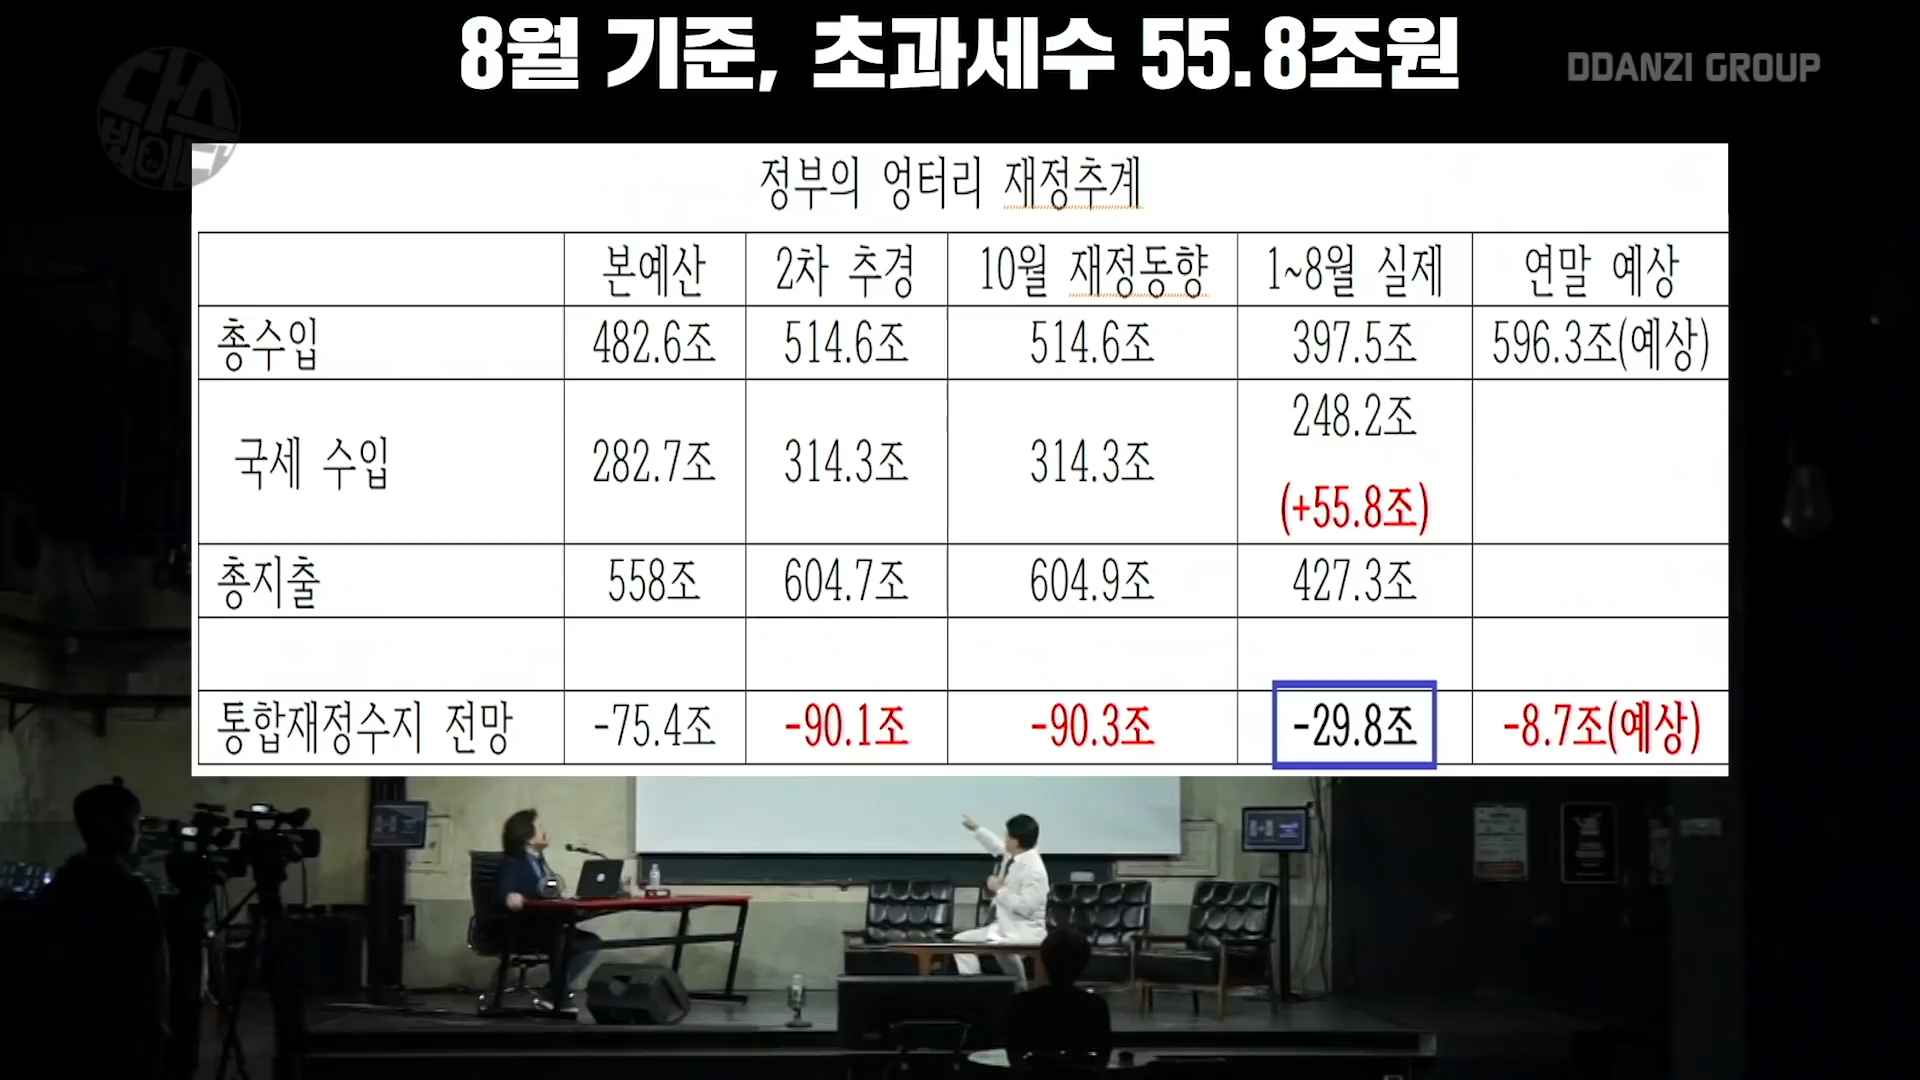 8월 기준, 초과세수 55.8조원
DDANZI GROUP
다스
뵈이다
정부의 엉터리 재정추계
본예산 2차 추경 10월 재정동향 1~8월 실제 연말 예상
총수입 482.6조 514.6조 514.6조 397.5조 596.3조(예상)
국세 수입 282.7조 314.3조 314.3조 248.2조
(+55.8조)
총지출 558조 604.7조 604.9조 427.3조
통합재정수지 전망 -75.4조 -90.1조 -90.3조 -29.8조 -8.7조(예상)